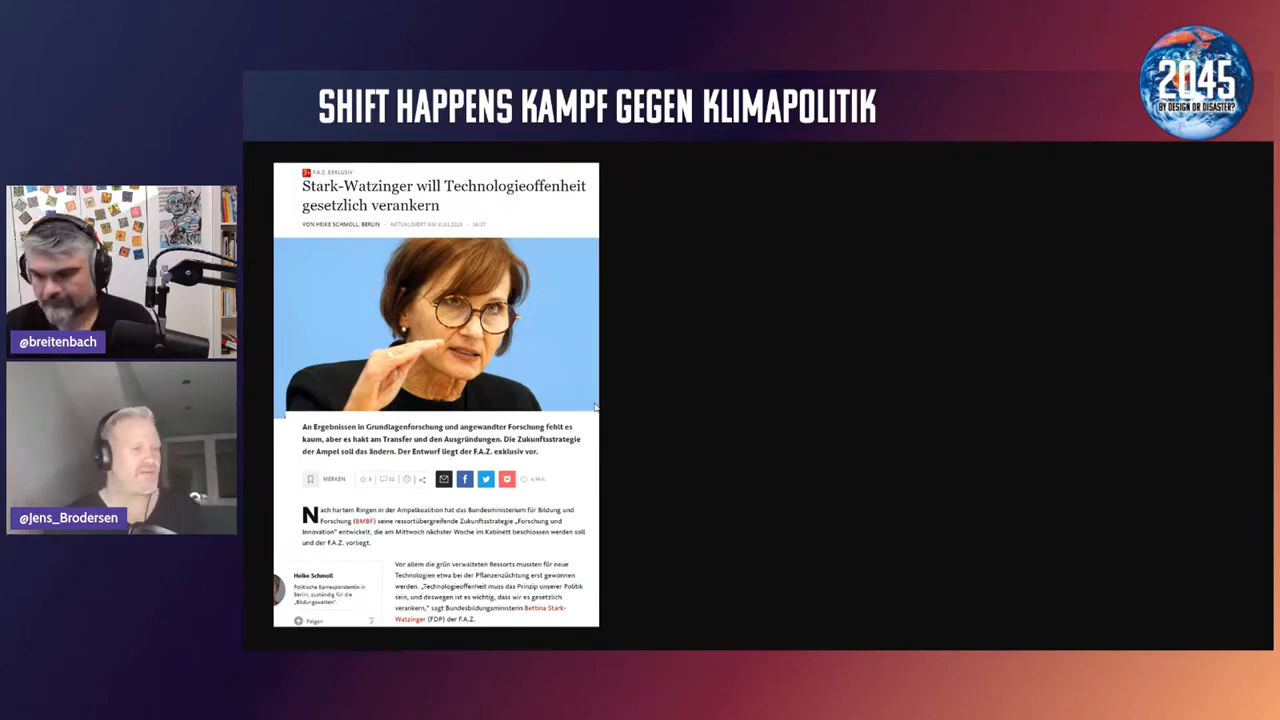 SHIFT HAPPENS KAMPF GEGEN KLIMAPOLITIK
2045
BY DESIGN OR DISASTER?
F.A.Z. EXKLUSIV
Stark-Watzinger will Technologieoffenheit
gesetzlich verankern
VON HEIKE SCHMOLL, BERLIN - AKTUALISIERT AM
An Ergebnissen in Grundlagenforschung und angewandter Forschung fehlt es
kaum, aber es hakt am Transfer und den Ausgründungen. Die Zukunftsstrategie
der Ampel soll das ändern. Der Entwurf liegt der F.A.Z. exklusiv vor.
MERKEN
4 MIN.
Nach hartem Ringen in der Ampelkoalition hat das Bundesministerium für Bildung und
Forschung (BMBF) seine ressortübergreifende Zukunftsstrategie „Forschung und
Innovation“ entwickelt, die am Mittwoch nächster Woche im Kabinett beschlossen werden soll
und der F.A.Z. vorliegt.
Heike Schmoll
Politische Korrespondentin in
Berlin, zuständig für die
„Bildungswelten“.
Folgen
Vor allem die grün verwalteten Ressorts mussten für neue
Technologien etwa bei der Pflanzenzüchtung erst gewonnen
werden. „Technologieoffenheit muss das Prinzip unserer Politik
sein, und deswegen ist es wichtig, dass wir es gesetzlich
verankern,“ sagt Bundesbildungsministerin Bettina Stark-
Watzinger (FDP) der F.A.Z.
@breitenbach
@Jens_Brodersen